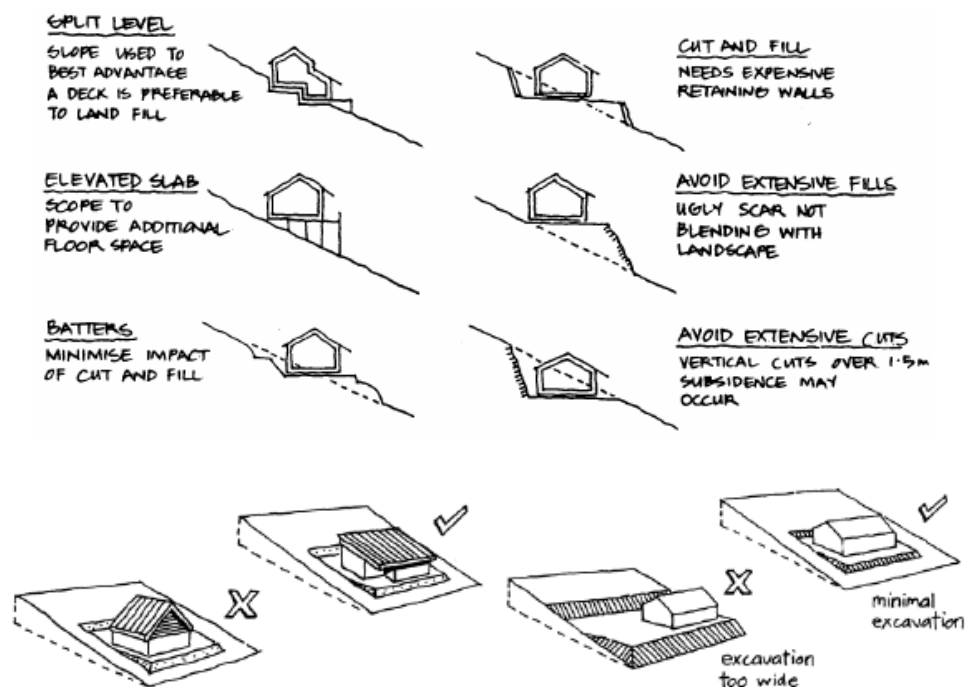 SPLIT LEVEL
SLOPE USED TO
BEST ADVANTAGE
A DECK IS PREFERABLE
TO LAND FILL
CUT AND FILL
NEEDS EXPENSIVE
RETAINING WALLS
ELEVATED SLAB
SCOPE TO
PROVIDE ADDITIONAL
FLOOR SPACE
AVOID EXTENSIVE FILLS
UGLY SCAR NOT
BLENDING WITH
LANDSCAPE
BATTERS
MINIMISE IMPACT
OF CUT AND FILL
AVOID EXTENSIVE CUTS
VERTICAL CUTS OVER 1.5m
SUBSIDENCE MAY
OCCUR
minimal
excavation
excavation
too wide